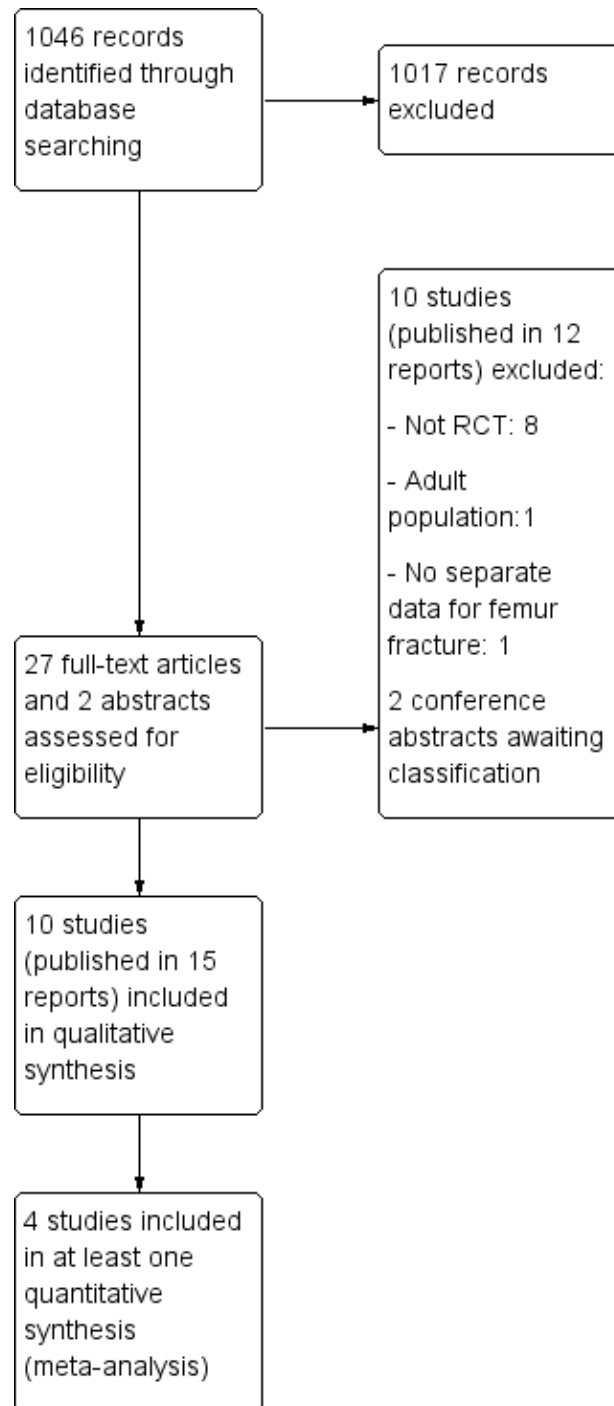 1046 records
identified through
database
searching
1017 records
excluded
10 studies
(published in 12
reports) excluded:
- Not RCT: 8
- Adult
population:1
- No separate
data for femur
fracture: 1
2 conference
abstracts awaiting
classification
27 full-text articles
and 2 abstracts
assessed for
eligibility
10 studies
(published in 15
reports) included
in qualitative
synthesis
4 studies included
in at least one
quantitative
synthesis
(meta-analysis)